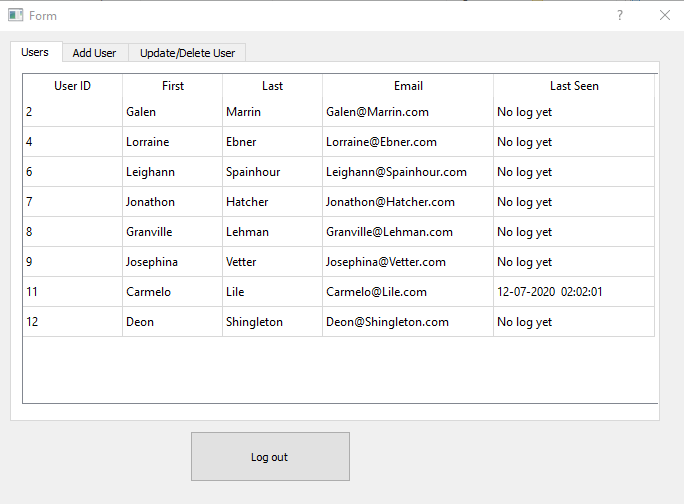 Form
Users Add User Update/Delete User
User ID First Last Email Last Seen
2 Galen Marrin Galen@Marrin.com No log yet
4 Lorraine Ebner Lorraine@Ebner.com No log yet
6 Leighann Spainhour Leighann@Spainhour.com No log yet
7 Jonathon Hatcher Jonathon@Hatcher.com No log yet
8 Granville Lehman Granville@Lehman.com No log yet
9 Josephina Vetter Josephina@Vetter.com No log yet
11 Carmelo Lile Carmelo@Lile.com 12-07-2020 02:02:01
12 Deon Shingleton Deon@Shingleton.com No log yet
Log out